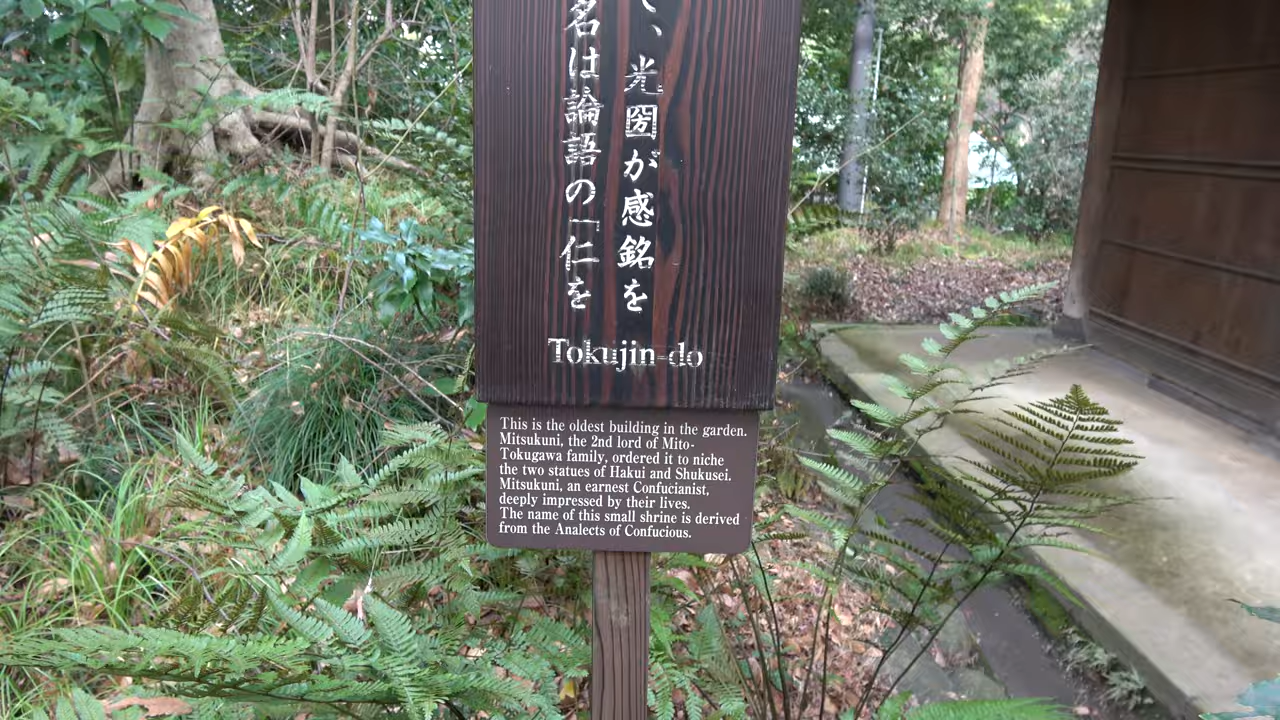 て、光圀が感銘を
名は論語の「仁を
Tokujin-do
This is the oldest building in the garden.
Mitsukuni, the 2nd lord of Mito-
Tokugawa family, ordered it to niche
the two statues of Hakui and Shukusei.
Mitsukuni, an earnest Confucianist,
deeply impressed by their lives.
The name of this small shrine is derived
from the Analects of Confucious.